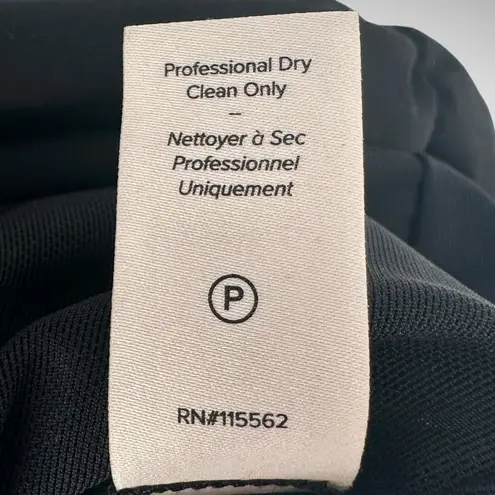 Professional Dry
Clean Only
–
Nettoyer à Sec
Professionnel
Uniquement
P
RN#115562